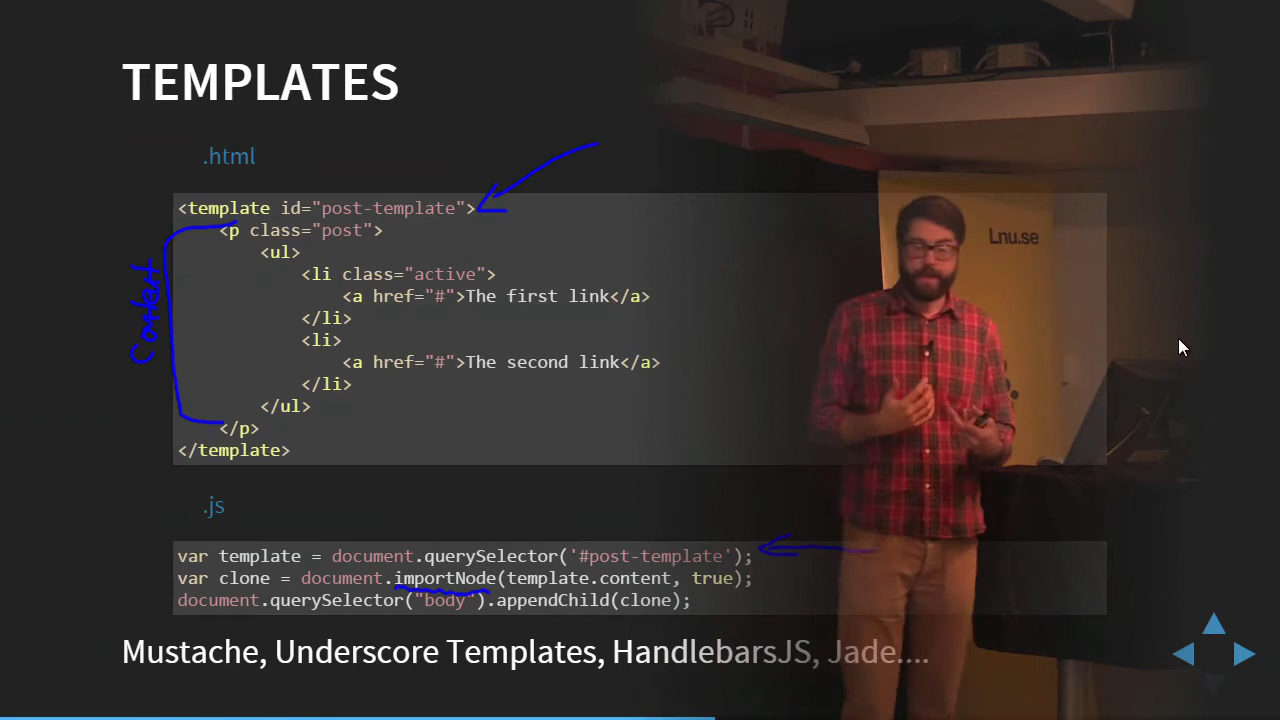 TEMPLATES
.html
<template id="post-template">
<p class="post">
<ul>
<li class="active">
<a href="#">The first link</a>
</li>
<li>
<a href="#">The second link</a>
</li>
</ul>
</p>
</template>
Content
Lnu.se
.js
var template = document.querySelector('#post-template');
var clone = document.importNode(template.content, true);
document.querySelector("body").appendChild(clone);
Mustache, Underscore Templates, HandlebarsJS, Jade....